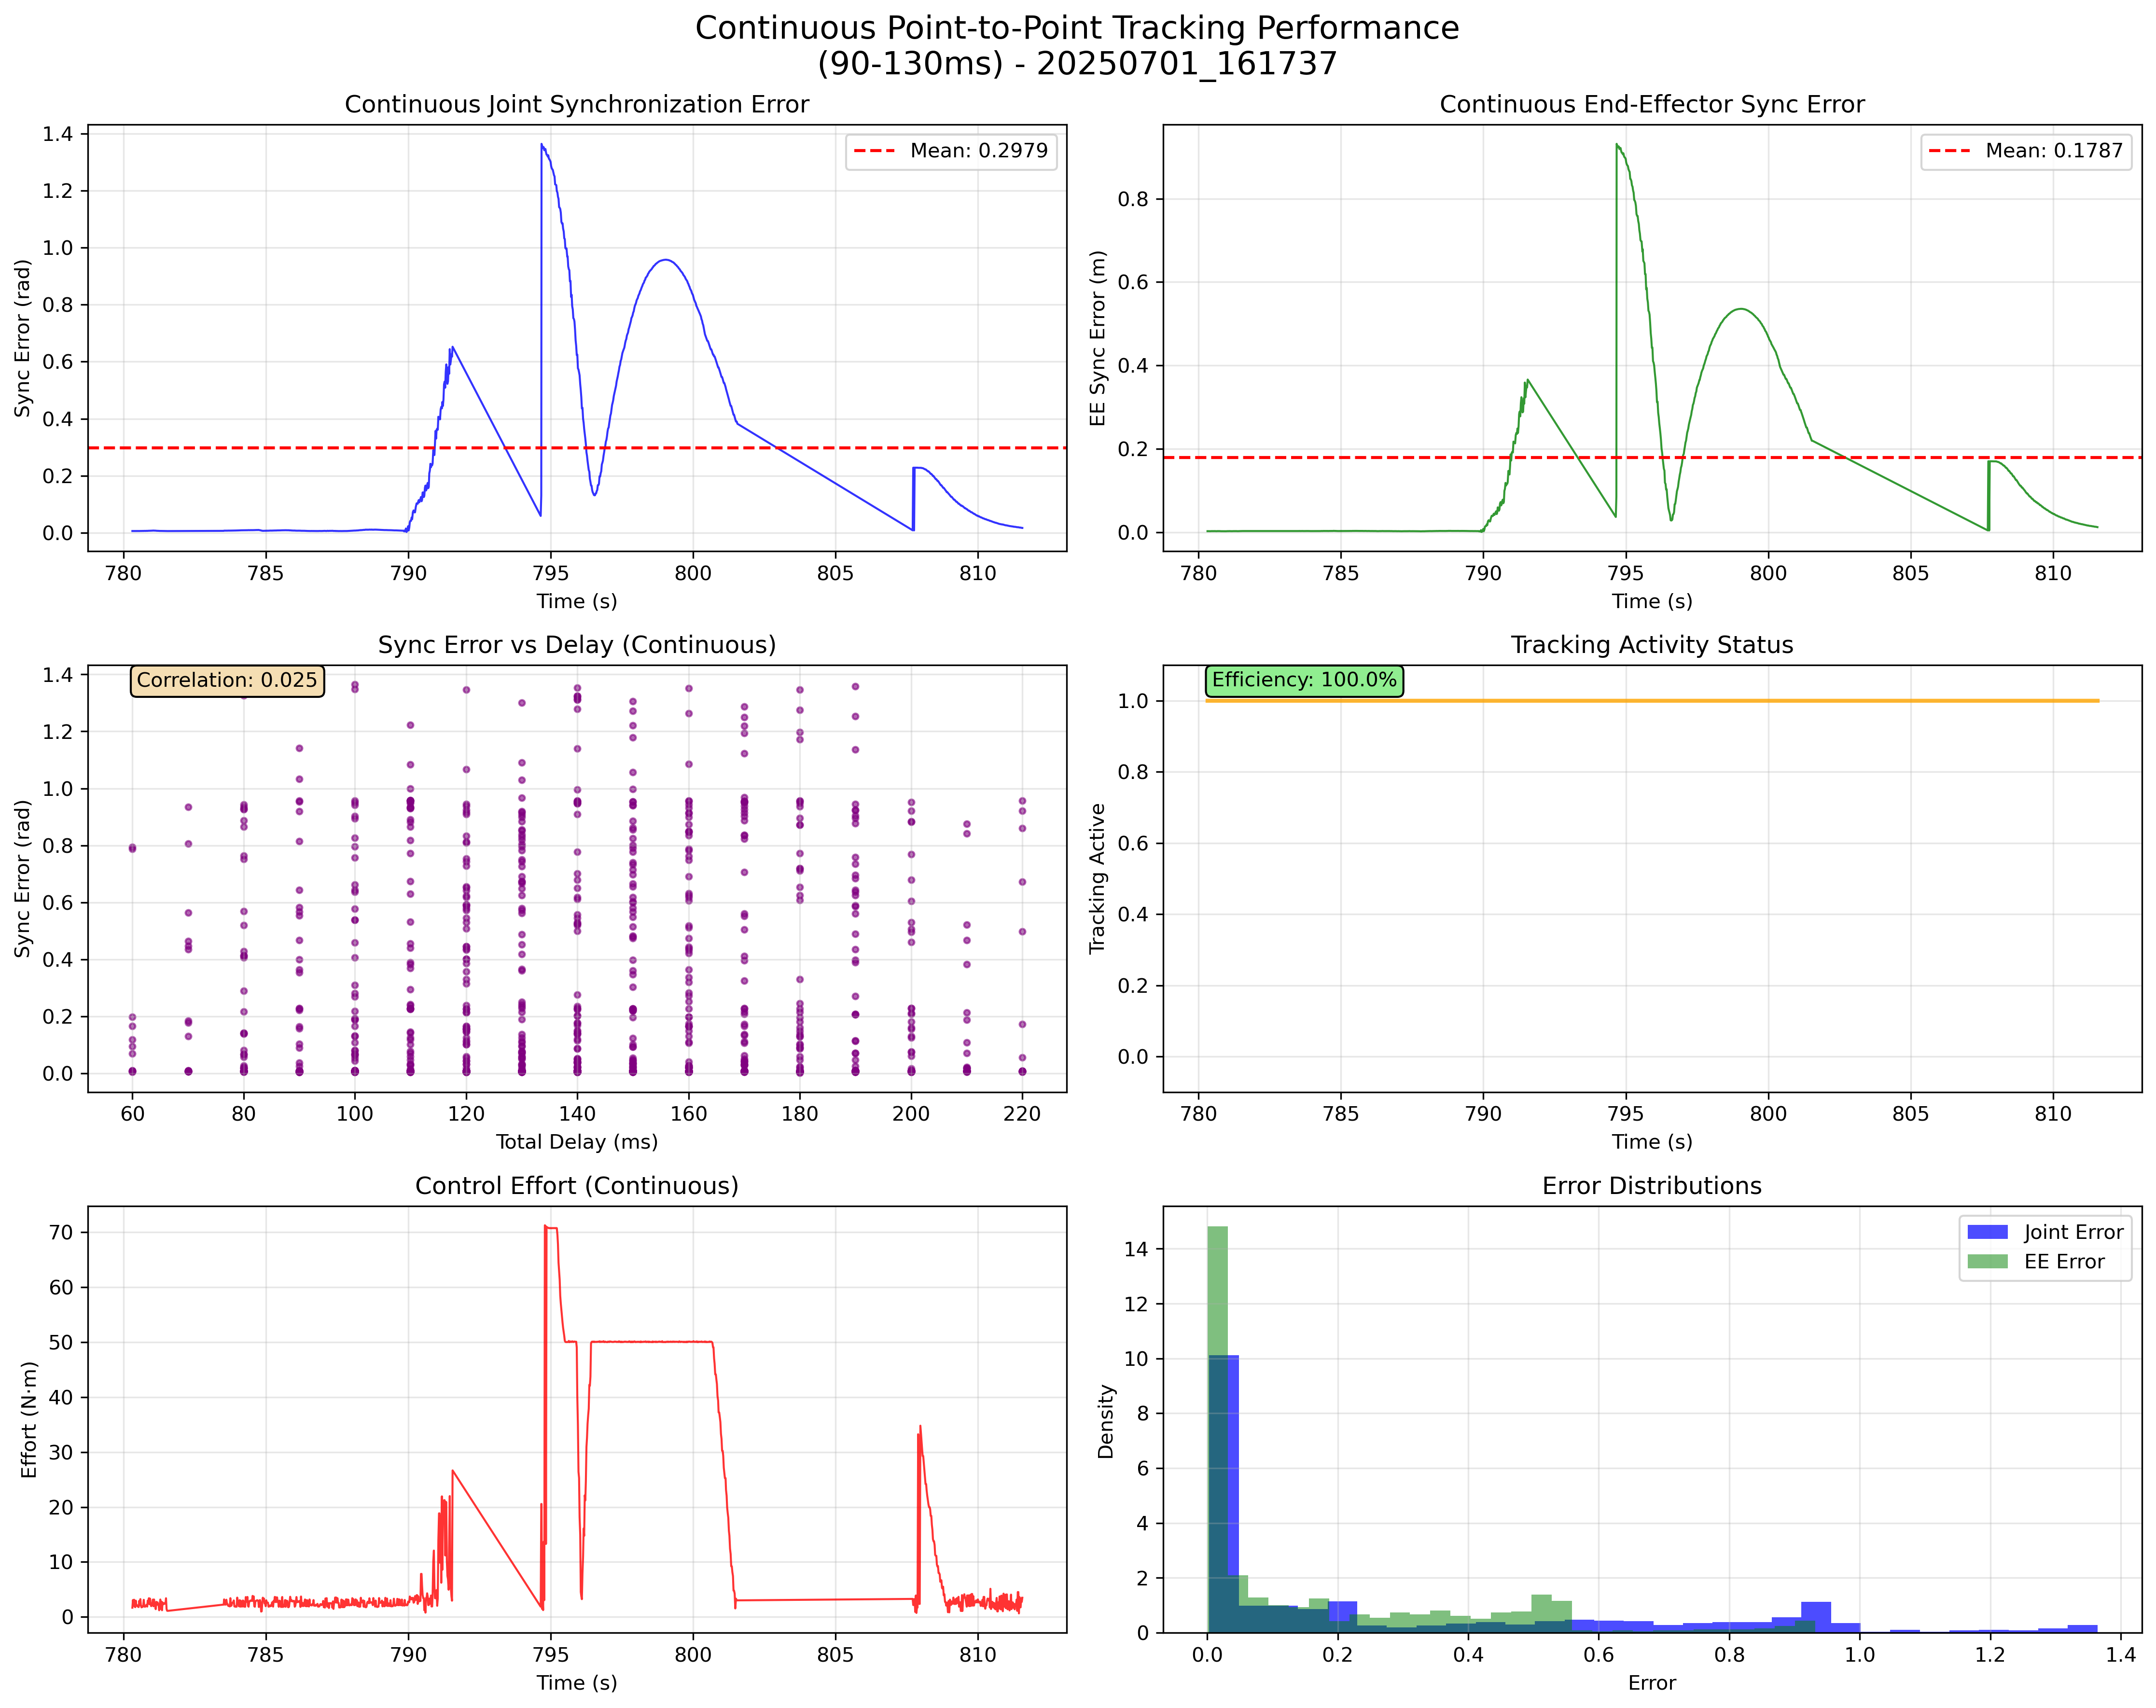 Continuous Point-to-Point Tracking Performance
(90-130ms) - 20250701_161737
Continuous Joint Synchronization Error
Sync Error (rad)
1.4
1.2
1.0
0.8
0.6
0.4
0.2
0.0
Mean: 0.2979
780 785 790 795 800 805 810
Time (s)
Continuous End-Effector Sync Error
EE Sync Error (m)
0.8
0.6
0.4
0.2
0.0
Mean: 0.1787
780 785 790 795 800 805 810
Time (s)
Sync Error vs Delay (Continuous)
Sync Error (rad)
1.4
1.2
1.0
0.8
0.6
0.4
0.2
0.0
Correlation: 0.025
60 80 100 120 140 160 180 200 220
Total Delay (ms)
Tracking Activity Status
Tracking Active
1.0
0.8
0.6
0.4
0.2
0.0
Efficiency: 100.0%
780 785 790 795 800 805 810
Time (s)
Control Effort (Continuous)
Effort (N·m)
70
60
50
40
30
20
10
0
780 785 790 795 800 805 810
Time (s)
Error Distributions
Density
14
12
10
8
6
4
2
0
Joint Error
EE Error
0.0 0.2 0.4 0.6 0.8 1.0 1.2 1.4
Error